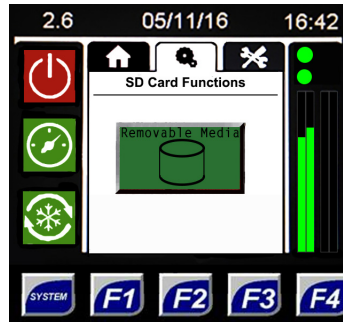 2.6 05/11/16 16:42
SD Card Functions
Removable Media
SYSTEM F1 F2 F3 F4